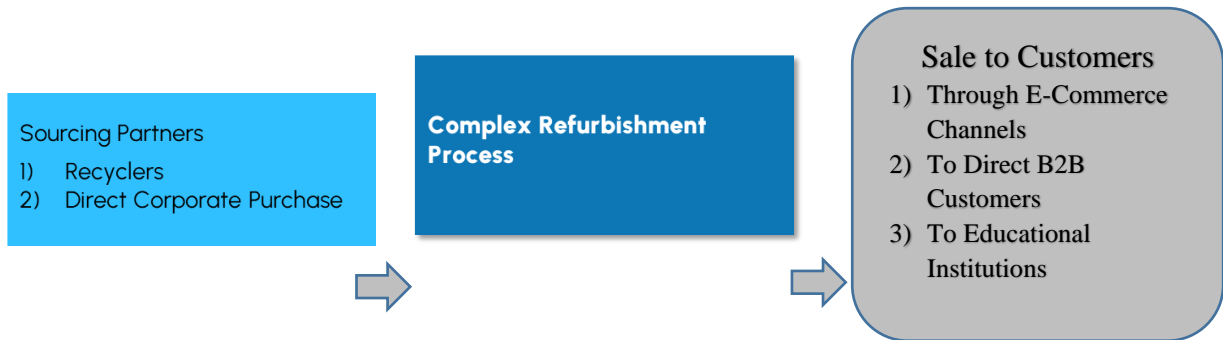 Sourcing Partners
1) Recyclers
2) Direct Corporate Purchase
Complex Refurbishment
Process
Sale to Customers
1) Through E-Commerce
Channels
2) To Direct B2B
Customers
3) To Educational
Institutions